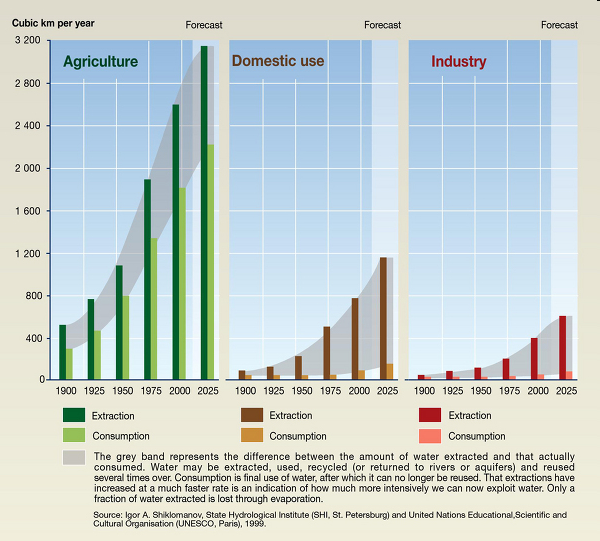 Cubic km per year
Forecast
Forecast
Forecast
Agriculture
Domestic use
Industry
3 200
2 800
2 400
2 000
1 600
1 200
800
400
0
1900 1925 1950 1975 2000 2025
1900 1925 1950 1975 2000 2025
1900 1925 1950 1975 2000 2025
Extraction
Extraction
Extraction
Consumption
Consumption
Consumption
The grey band represents the difference between the amount of water extracted and that actually
consumed. Water may be extracted, used, recycled (or returned to rivers or aquifers) and reused
several times over. Consumption is final use of water, after which it can no longer be reused. That extractions have
increased at a much faster rate is an indication of how much more intensively we can now exploit water. Only a
fraction of water extracted is lost through evaporation.
Source: Igor A. Shiklomanov, State Hydrological Institute (SHI, St. Petersburg) and United Nations Educational,Scientific and
Cultural Organisation (UNESCO, Paris), 1999.